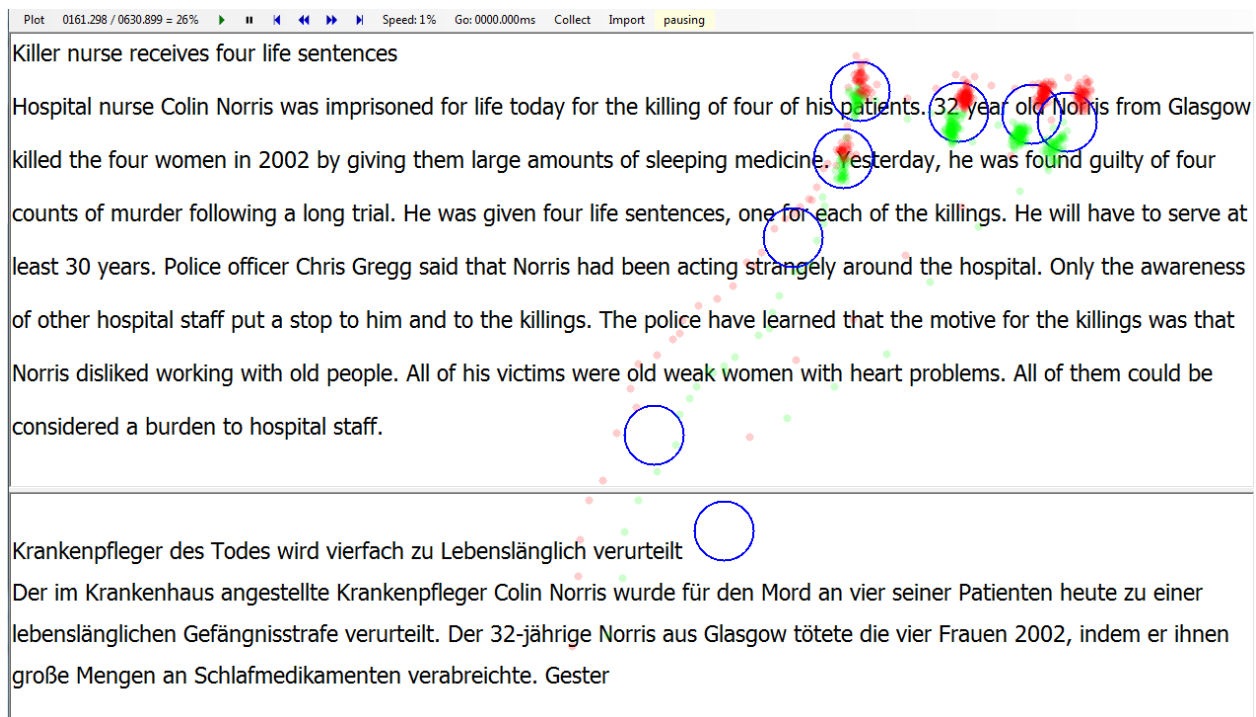 Plot 0161.298 / 0630.899 = 26% Speed: 1% Go: 0000.000ms Collect Import pausing
Killer nurse receives four life sentences
Hospital nurse Colin Norris was imprisoned for life today for the killing of four of his patients. 32 year old Norris from Glasgow
killed the four women in 2002 by giving them large amounts of sleeping medicine. Yesterday, he was found guilty of four
counts of murder following a long trial. He was given four life sentences, one for each of the killings. He will have to serve at
least 30 years. Police officer Chris Gregg said that Norris had been acting strangely around the hospital. Only the awareness
of other hospital staff put a stop to him and to the killings. The police have learned that the motive for the killings was that
Norris disliked working with old people. All of his victims were old weak women with heart problems. All of them could be
considered a burden to hospital staff.
Krankenpfleger des Todes wird vierfach zu Lebenslänglich verurteilt
Der im Krankenhaus angestellte Krankenpfleger Colin Norris wurde für den Mord an vier seiner Patienten heute zu einer
lebenslänglichen Gefängnisstrafe verurteilt. Der 32-jährige Norris aus Glasgow tötete die vier Frauen 2002, indem er ihnen
große Mengen an Schlafmedikamenten verabreichte. Gester